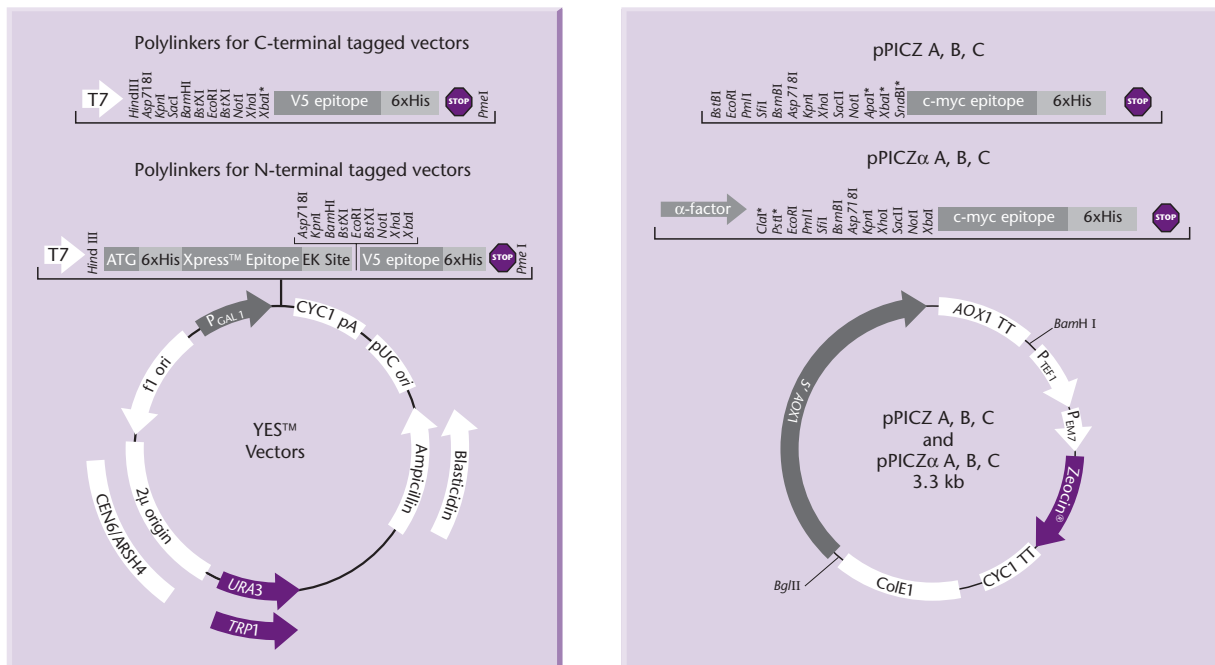 Polylinkers for C-terminal tagged vectors
T7
HindIII
Asp718I
KpnI
SacI
BamHI
BstXI
EcoRI
BstXI
NotI
XhoI
XbaI*
V5 epitope
6xHis
STOP
PmeI
Polylinkers for N-terminal tagged vectors
Asp718I
KpnI
BamHI
BstXI
EcoRI
BstXI
NotI
XhoI
XbaI
T7
Hind III
ATG
6xHis
Xpress™ Epitope
EK Site
V5 epitope
6xHis
STOP
Pme I
PGAL 1
CYC1 pA
pUC ori
Ampicillin
Blasticidin
URA3
TRP1
2µ origin
CEN6/ARSH4
f1 ori
YES™
Vectors
pPICZ A, B, C
BstBI
EcoRI
PmlI
SfiI
BsmBI
Asp718I
KpnI
XhoI
SacII
NotI
ApaI*
XbaI*
SnaBI*
c-myc epitope
6xHis
STOP
pPICZα A, B, C
α-factor
ClaI*
PstI*
EcoRI
PmlI
SfiI
BsmBI
Asp718I
KpnI
XhoI
SacII
NotI
XbaI
c-myc epitope
6xHis
STOP
5' AOX1
AOX1 TT
BamH I
PTEF1
PEM7
Zeocin®
CYC1 TT
ColE1
BglII
pPICZ A, B, C
and
pPICZα A, B, C
3.3 kb